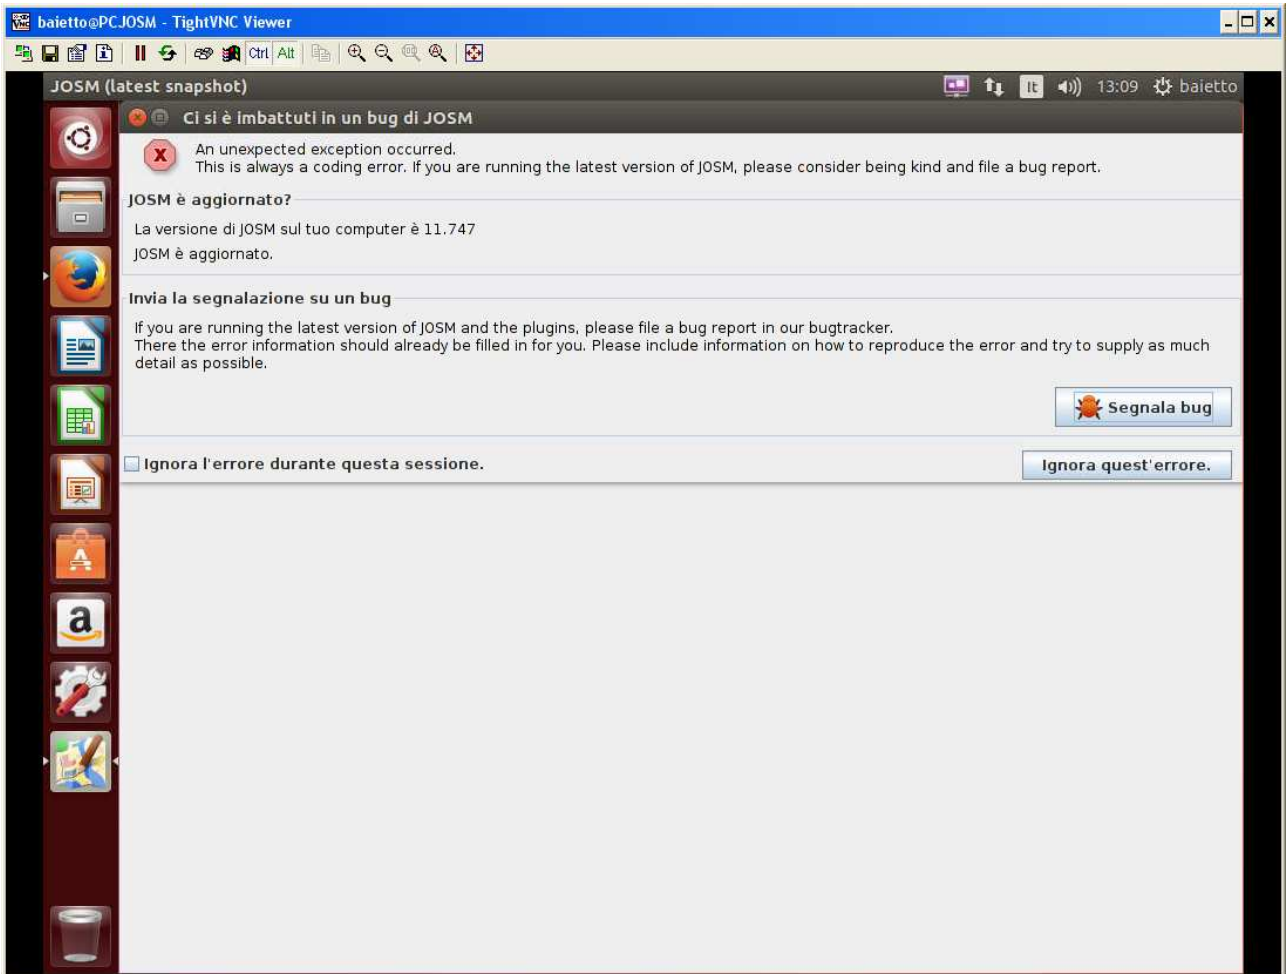 baietto@PCJOSM - TightVNC Viewer
Ctrl Alt
JOSM (latest snapshot) It 13:09 baietto
Ci si è imbattuti in un bug di JOSM
An unexpected exception occurred.
This is always a coding error. If you are running the latest version of JOSM, please consider being kind and file a bug report.
JOSM è aggiornato?
La versione di JOSM sul tuo computer è 11.747
JOSM è aggiornato.
Invia la segnalazione su un bug
If you are running the latest version of JOSM and the plugins, please file a bug report in our bugtracker.
There the error information should already be filled in for you. Please include information on how to reproduce the error and try to supply as much
detail as possible.
Segnala bug
Ignora l'errore durante questa sessione.
Ignora quest'errore.